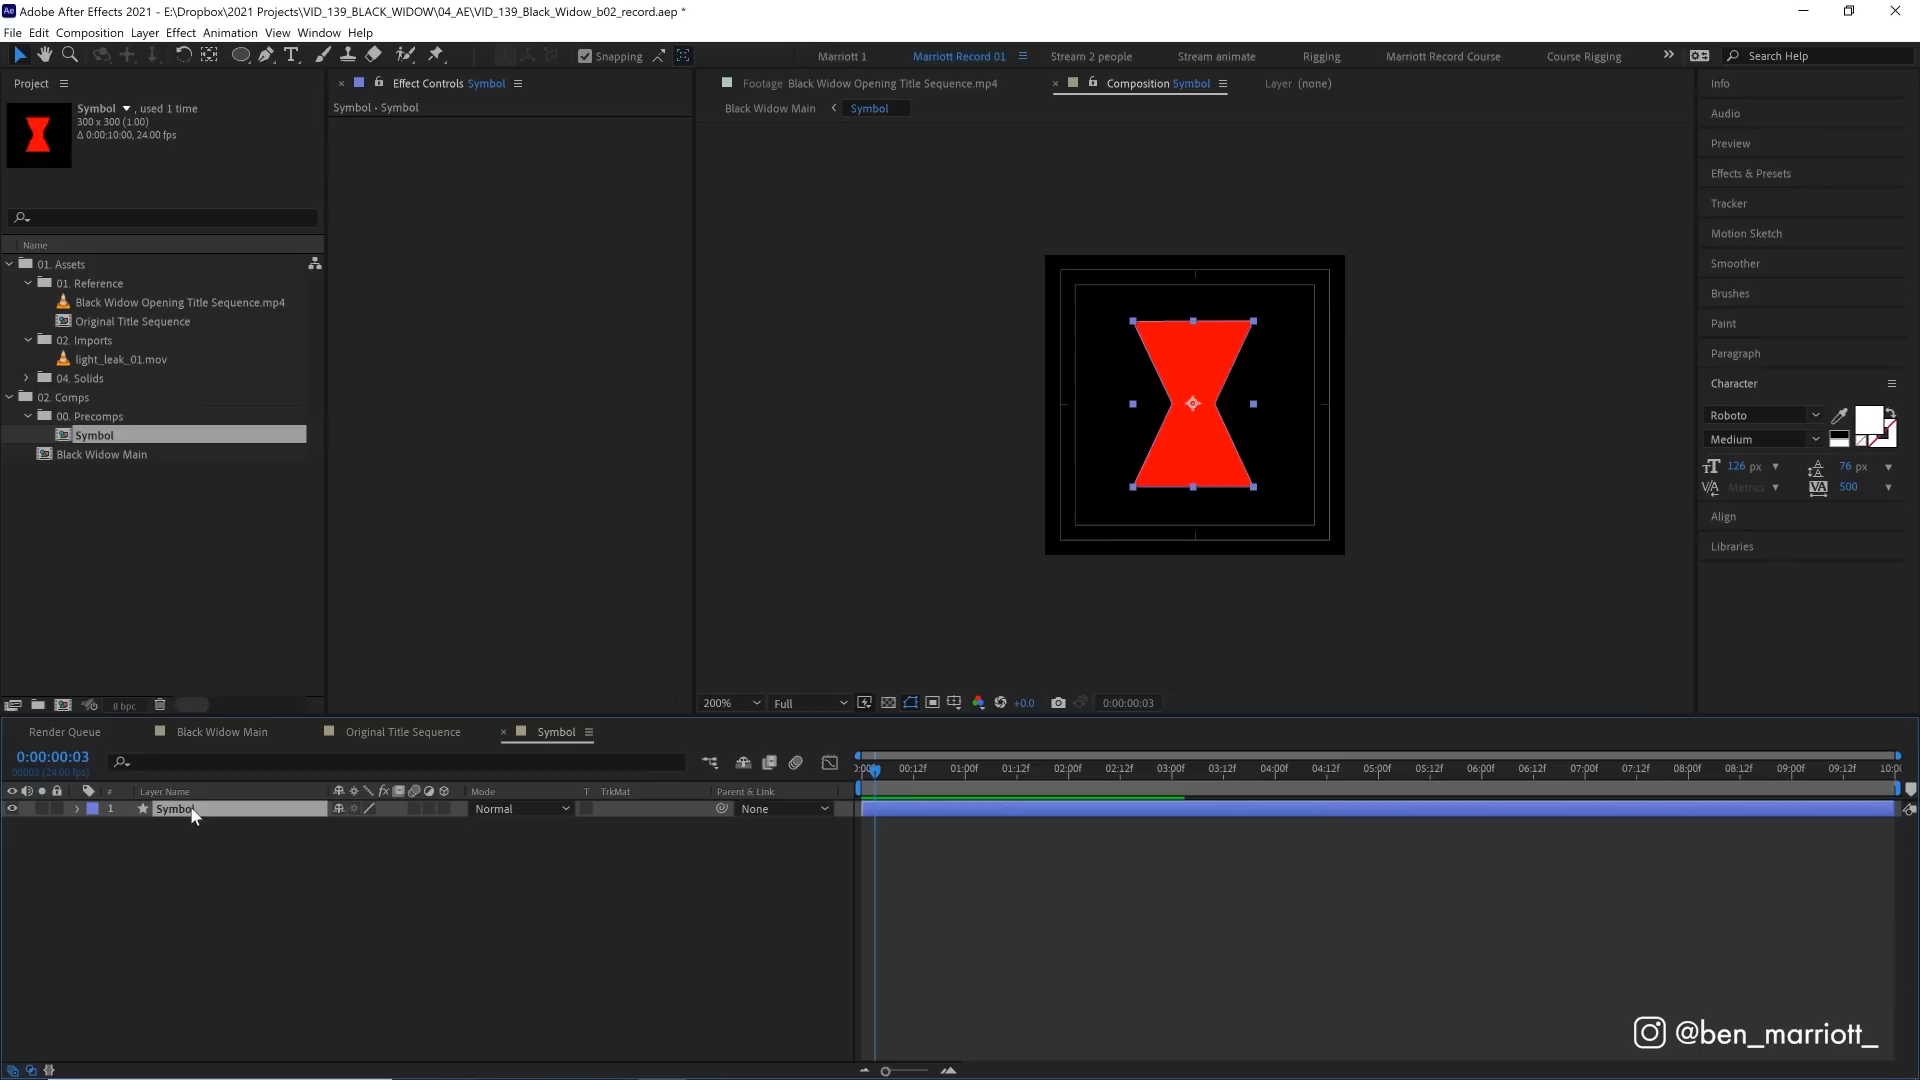 Adobe After Effects 2021 - E:\Dropbox\2021 Projects\VID_139_BLACK_WIDOW\04_AE\VID_139_Black_Widow_b02_record.aep *
File Edit Composition Layer Effect Animation View Window Help
Snapping
Marriott 1
Marriott Record 01
Stream 2 people
Stream animate
Rigging
Marriott Record Course
Course Rigging
Search Help
Project
Effect Controls Symbol
Footage Black Widow Opening Title Sequence.mp4
Composition Symbol
Layer (none)
Symbol • Symbol
Black Widow Main
Symbol
Symbol , used 1 time
300 x 300 (1.00)
Δ 0:00:10:00, 24.00 fps
Name
01. Assets
01. Reference
Black Widow Opening Title Sequence.mp4
Original Title Sequence
02. Imports
light_leak_01.mov
04. Solids
02. Comps
00. Precomps
Symbol
Black Widow Main
8 bpc
200%
Full
+0.0
0:00:00:03
Info
Audio
Preview
Effects & Presets
Tracker
Motion Sketch
Smoother
Brushes
Paint
Paragraph
Character
Roboto
Medium
126 px
76 px
Metrics
500
Align
Libraries
Render Queue
Black Widow Main
Original Title Sequence
Symbol
0:00:00:03
00003 (24.00 fps)
00:12f 01:00f 01:12f 02:00f 02:12f 03:00f 03:12f 04:00f 04:12f 05:00f 05:12f 06:00f 06:12f 07:00f 07:12f 08:00f 08:12f 09:00f 09:12f
# Layer Name
Mode
T TrkMat
Parent & Link
1 Symbol
Normal
None
@ben_marriott_